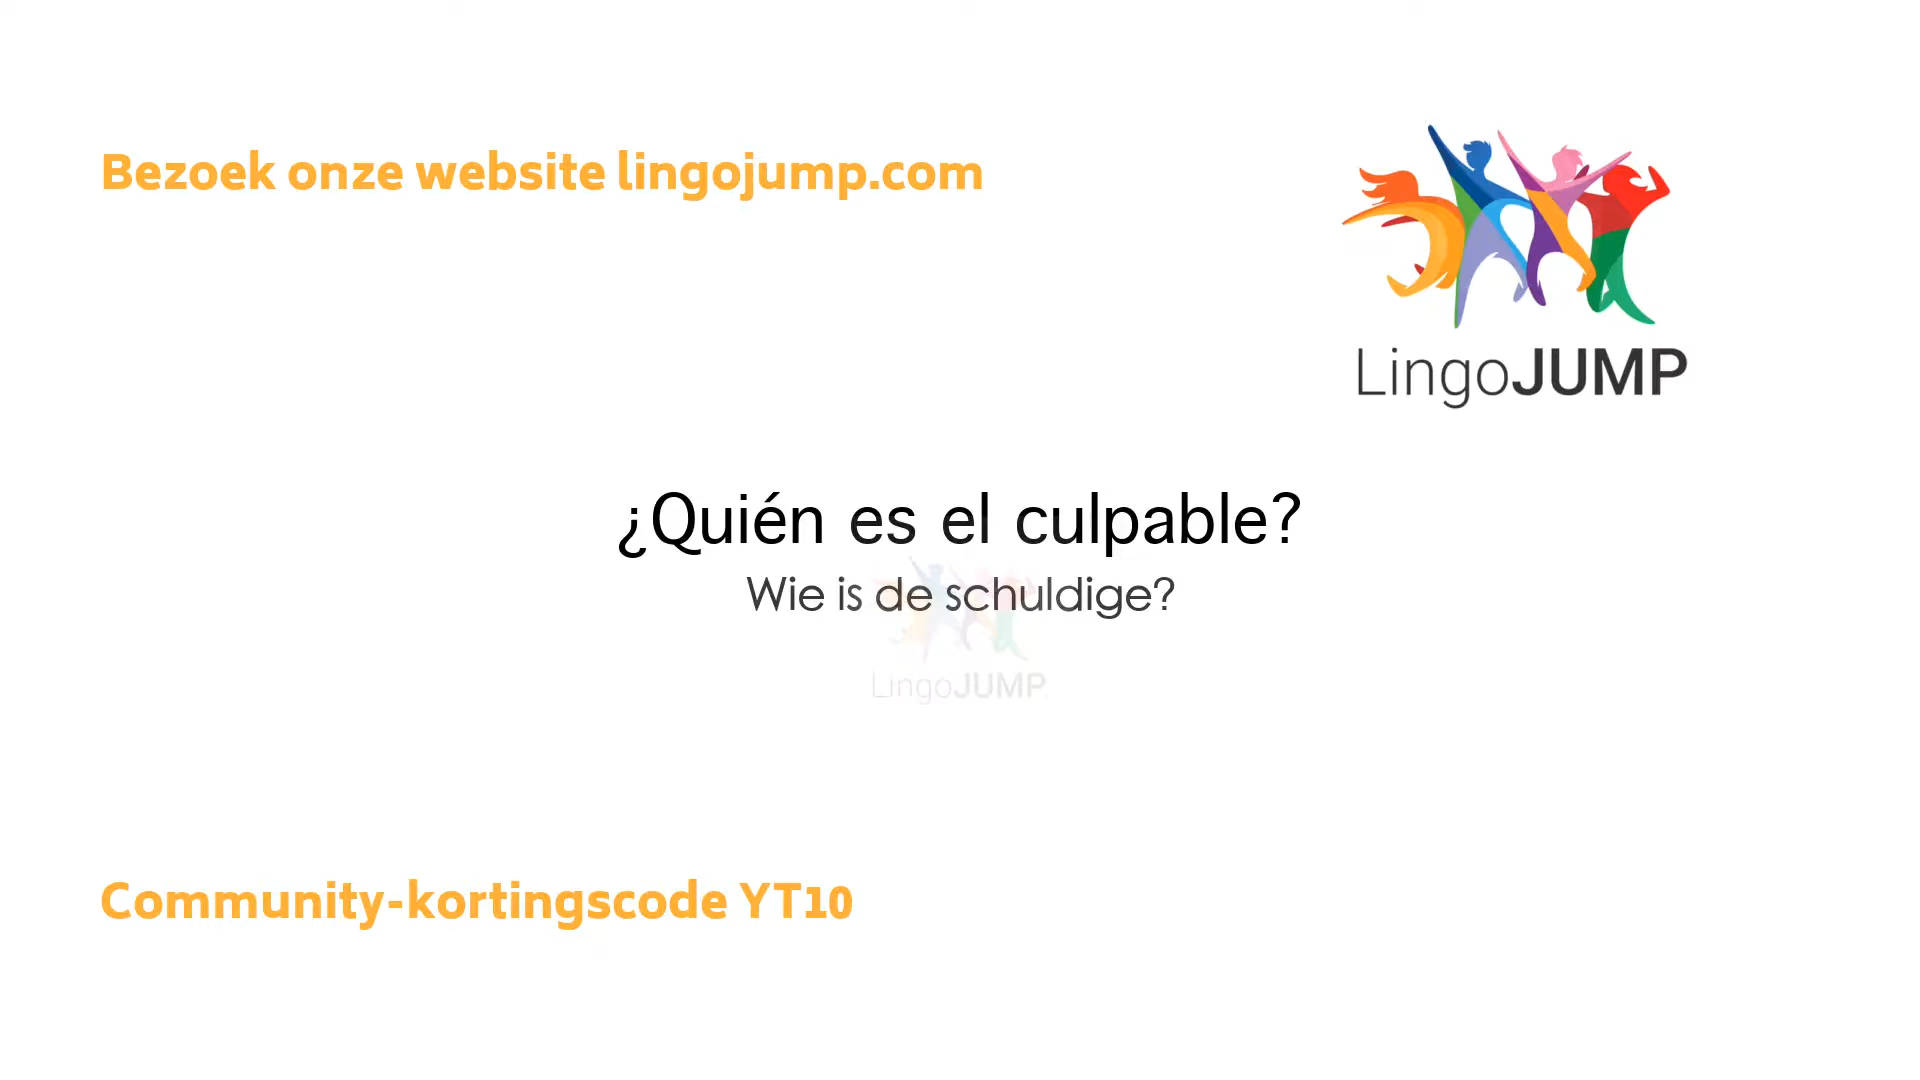 Bezoek onze website lingojump.com
LingoJUMP
¿Quién es el culpable?
Wie is de schuldige?
LingoJUMP
Community-kortingscode YT10